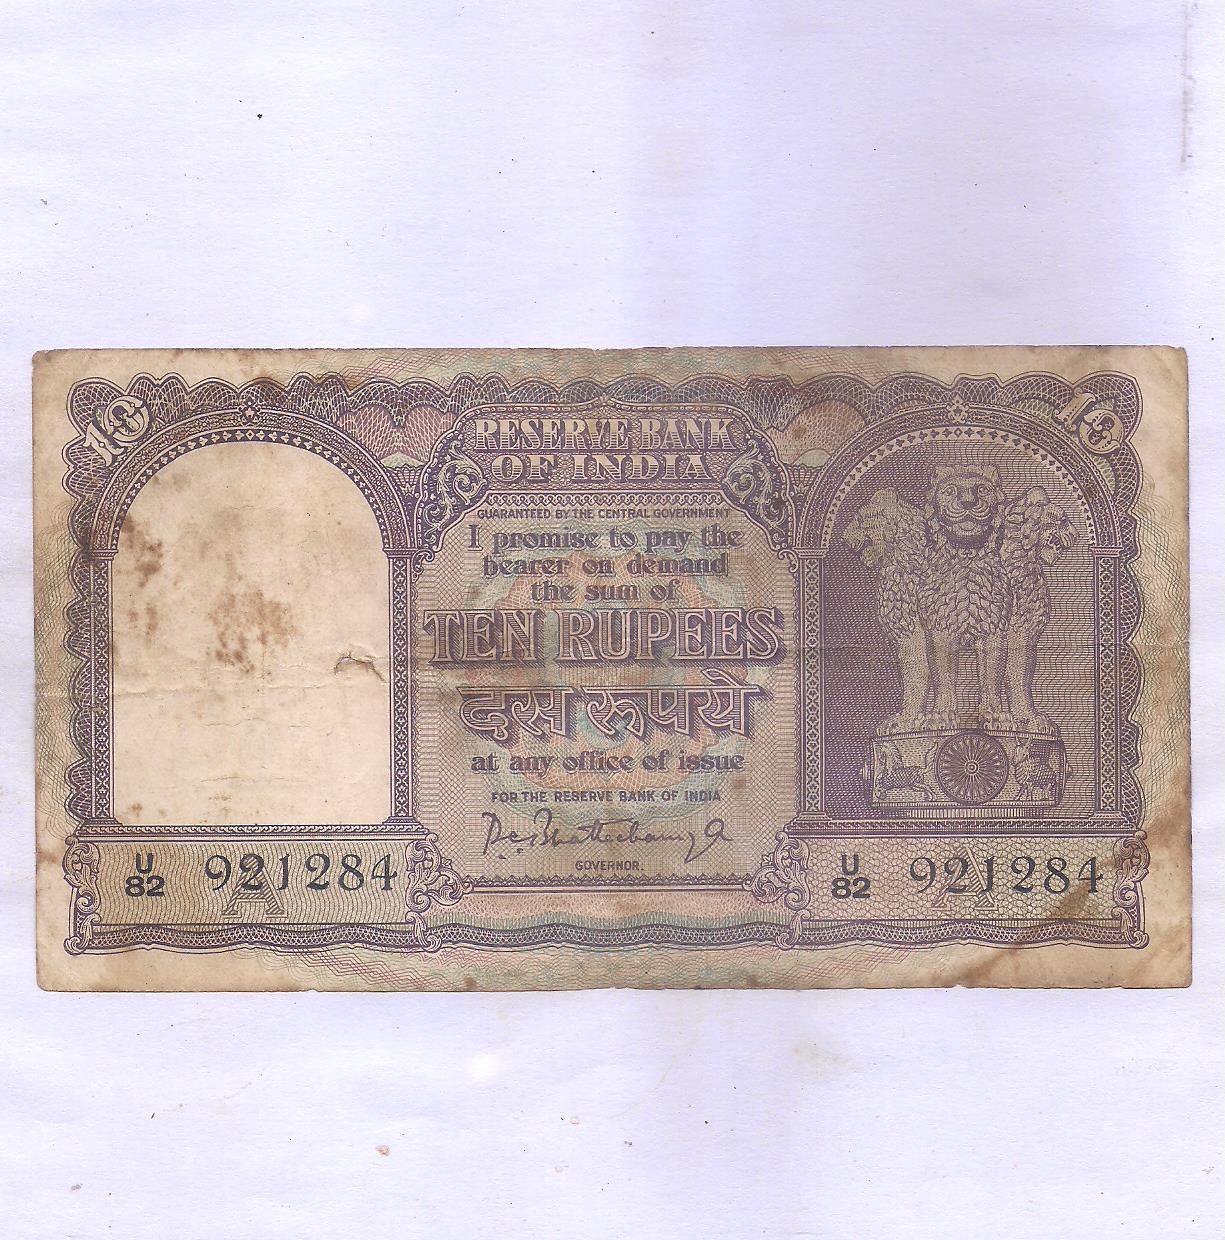 10
10
RESERVE BANK
OF INDIA
GUARANTEED BY THE CENTRAL GOVERNMENT
I promise to pay the
bearer on demand
the sum of
TEN RUPEES
दस रूपये
at any office of issue
FOR THE RESERVE BANK OF INDIA
P.C. Bhattacharyya
GOVERNOR.
U
82
921284
A
U
82
921284
A